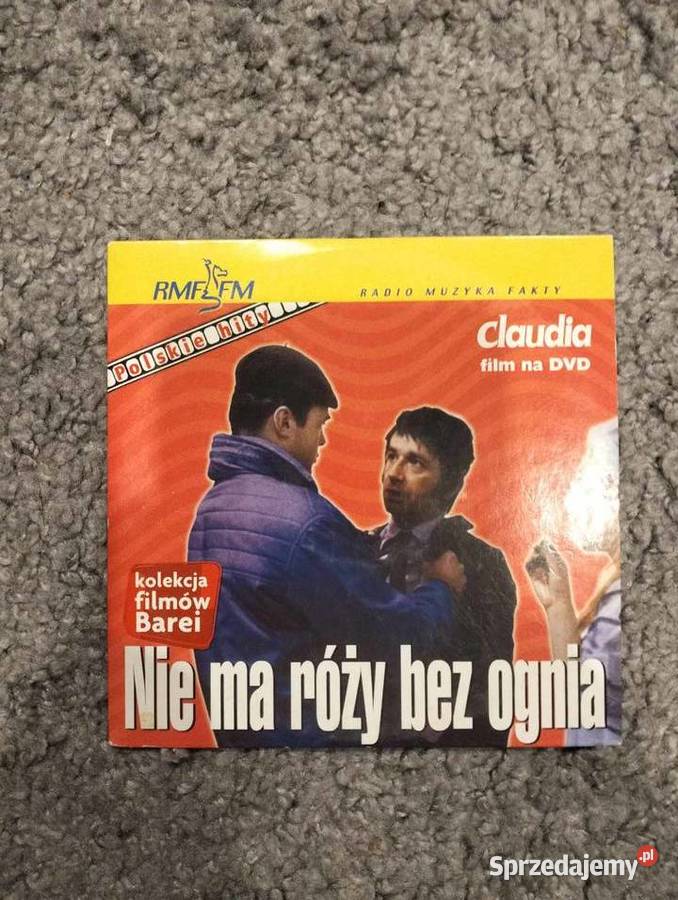 RMF FM
RADIO MUZYKA FAKTY
Polskie hity
Claudia
film na DVD
kolekcja
filmów
Barei
Nie ma róży bez ognia
Sprzedajemy.pl